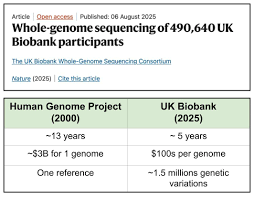 Article | Open access | Published: 06 August 2025
Whole-genome sequencing of 490,640 UK
Biobank participants
The UK Biobank Whole-Genome Sequencing Consortium
Nature (2025) | Cite this article
Human Genome Project
(2000)
UK Biobank
(2025)
~13 years
~ 5 years
~$3B for 1 genome
$100s per genome
One reference
~1.5 millions genetic
variations